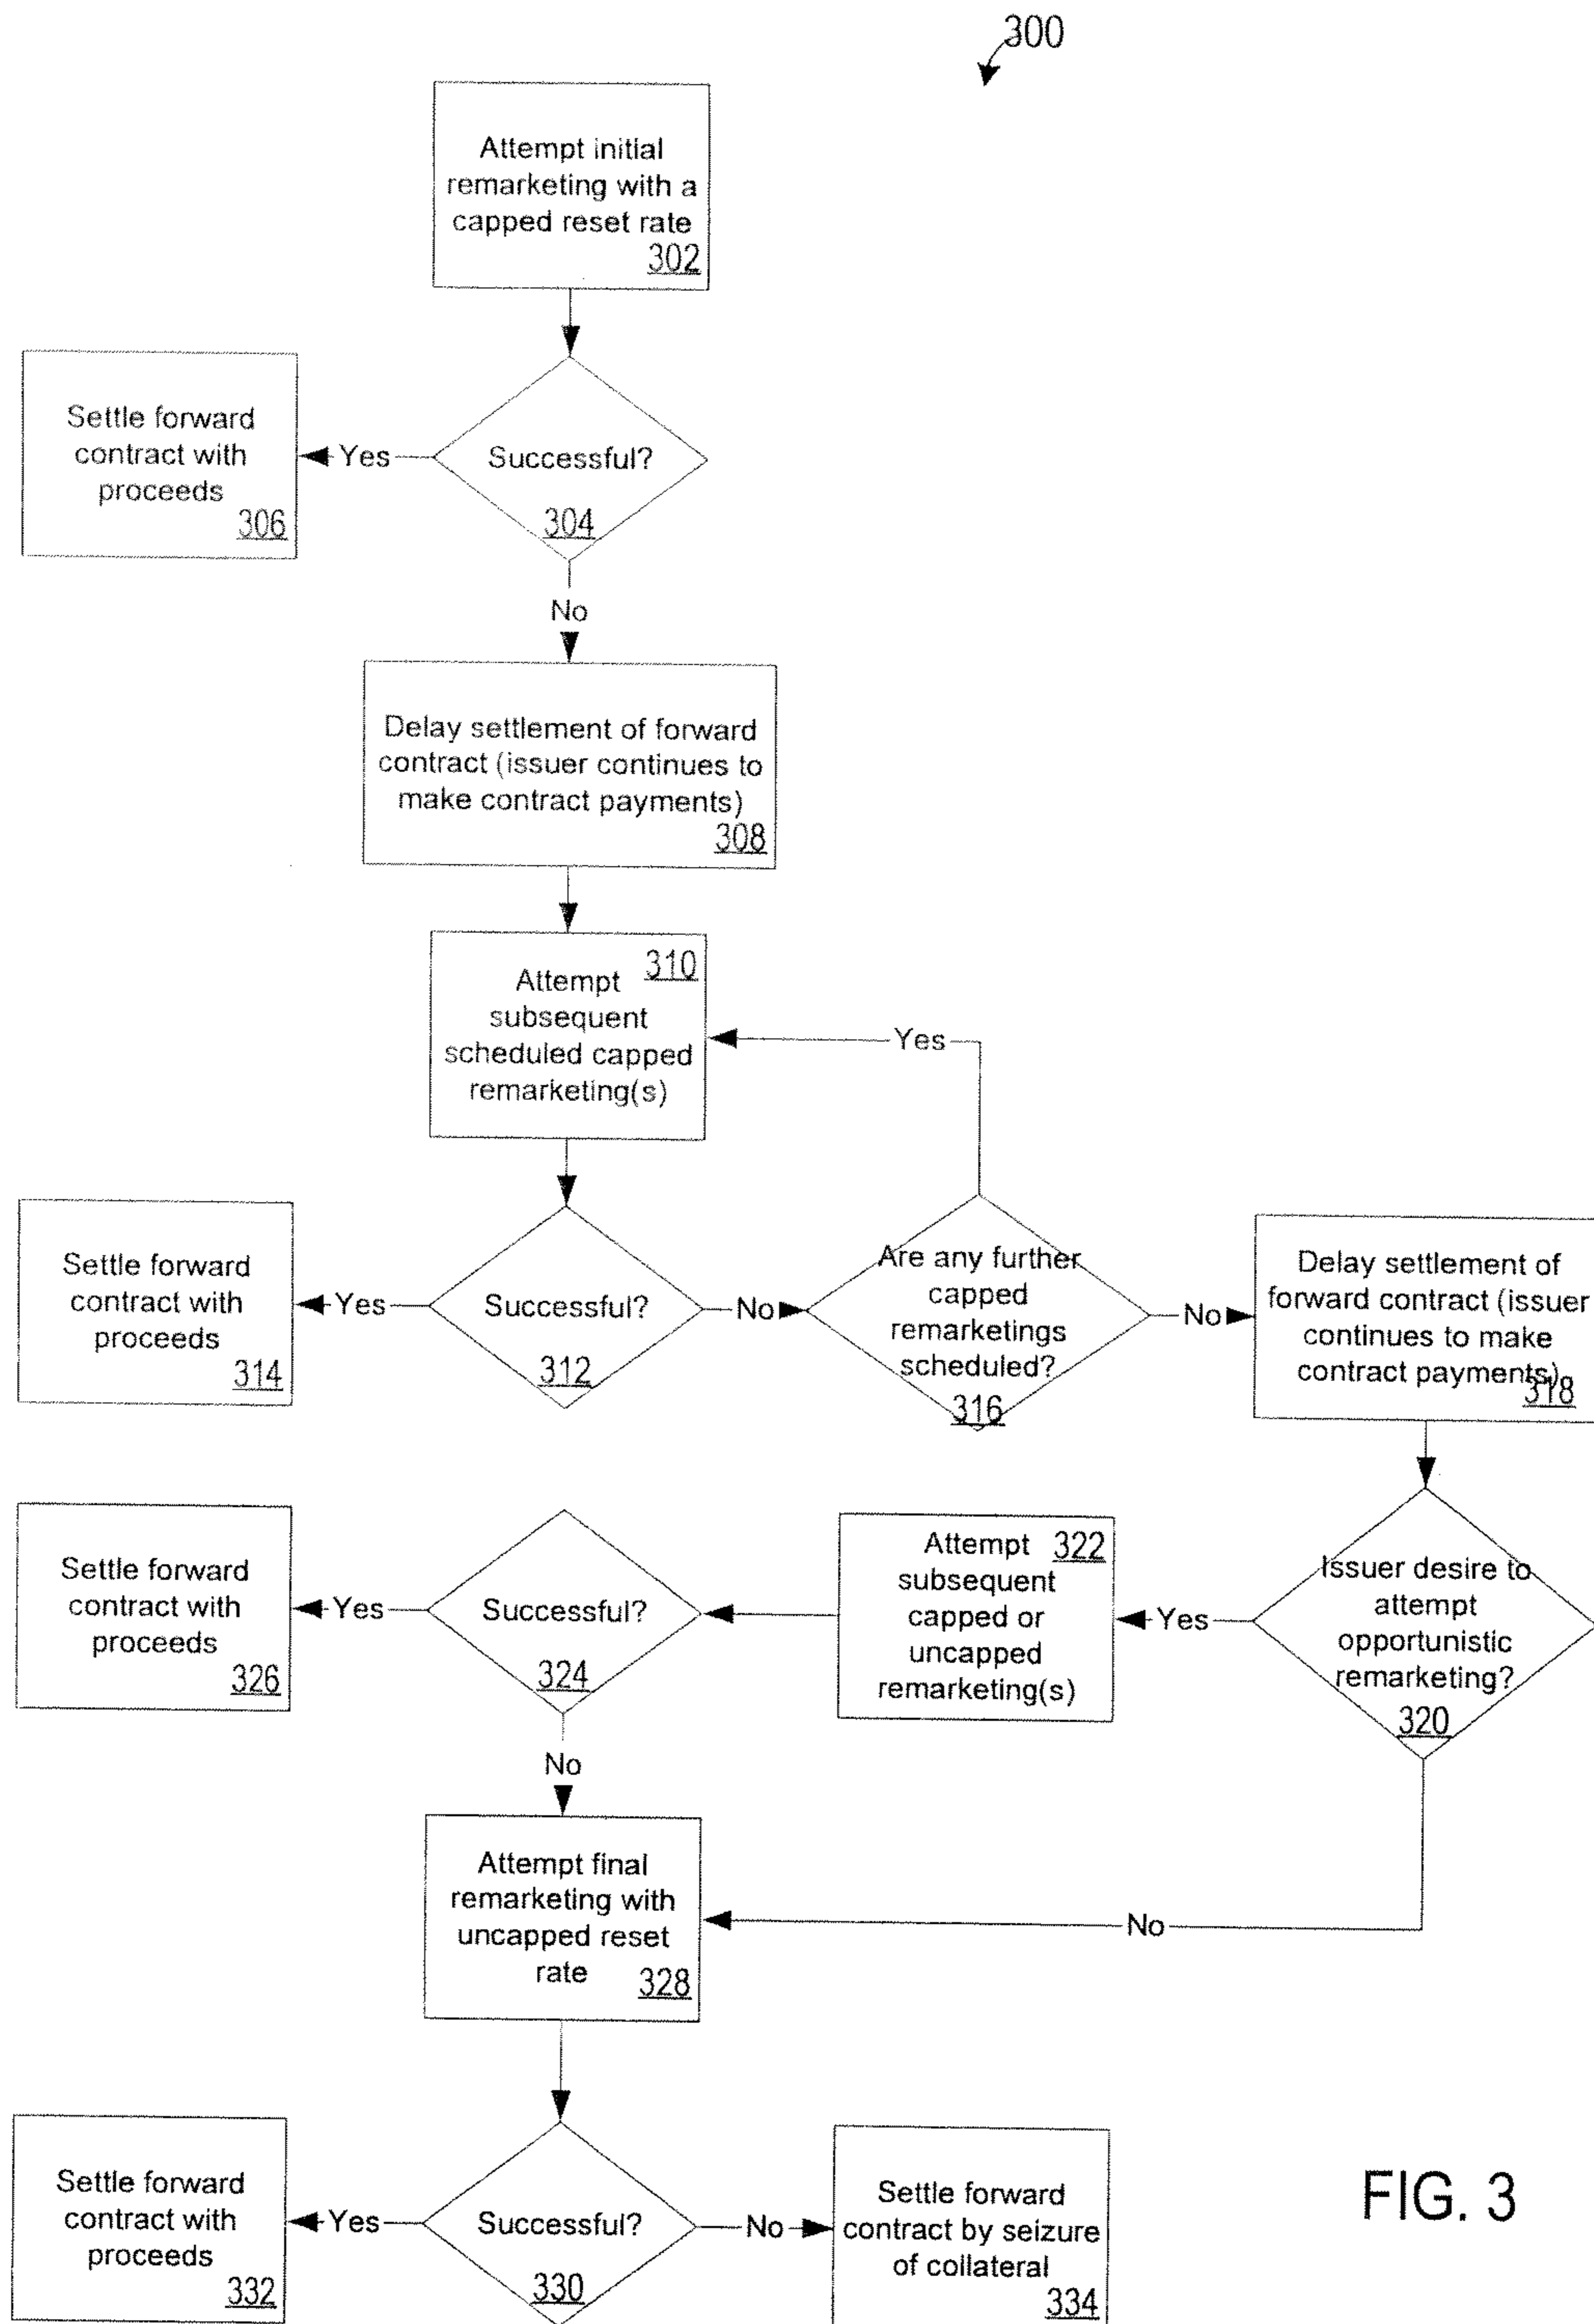 300
Attempt initial
remarketing with a
capped reset rate
302
Settle forward
contract with
proceeds
306
Yes
Successful?
304
No
Delay settlement of forward
contract (issuer continues to
make contract payments)
308
310
Attempt
subsequent
scheduled capped
remarketing(s)
Yes
Settle forward
contract with
proceeds
314
Yes
Successful?
312
No
Are any further
capped
remarketings
scheduled?
316
No
Delay settlement of
forward contract (issuer
continues to make
contract payments)
318
Settle forward
contract with
proceeds
326
Yes
Successful?
324
Attempt 322
subsequent
capped or
uncapped
remarketing(s)
Yes
Issuer desire to
attempt
opportunistic
remarketing?
320
No
Attempt final
remarketing with
uncapped reset
rate
328
No
Settle forward
contract with
proceeds
332
Yes
Successful?
330
No
Settle forward
contract by seizure
of collateral
334
FIG. 3